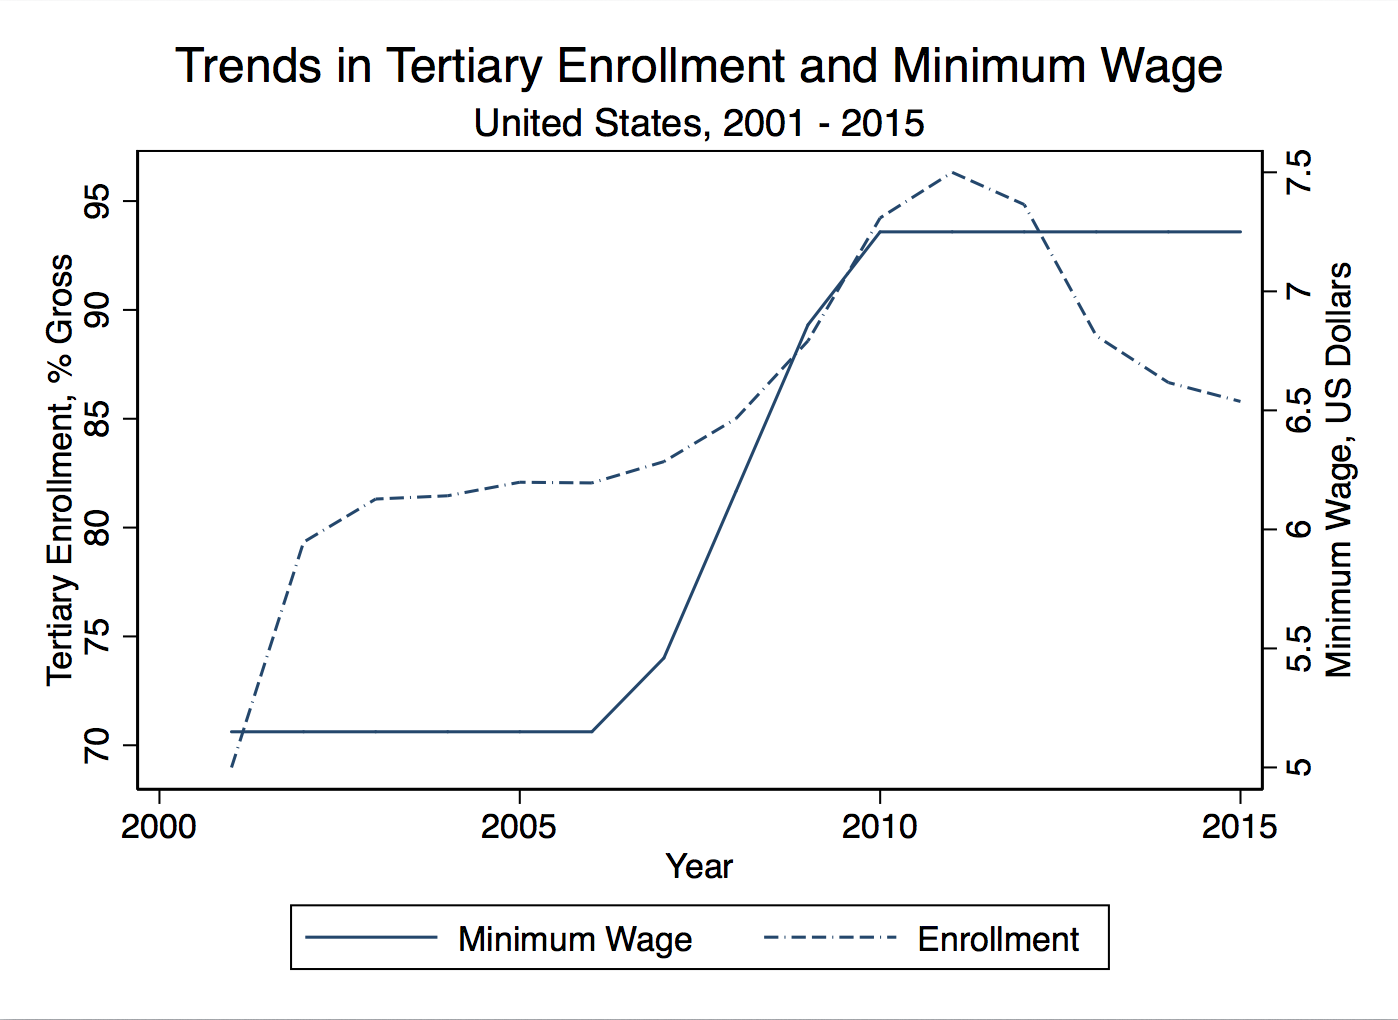 Trends in Tertiary Enrollment and Minimum Wage
United States, 2001 - 2015
Tertiary Enrollment, % Gross
95
90
85
80
75
70
7.5
7
6.5
6
5.5
5
Minimum Wage, US Dollars
2000 2005 2010 2015
Year
Minimum Wage Enrollment